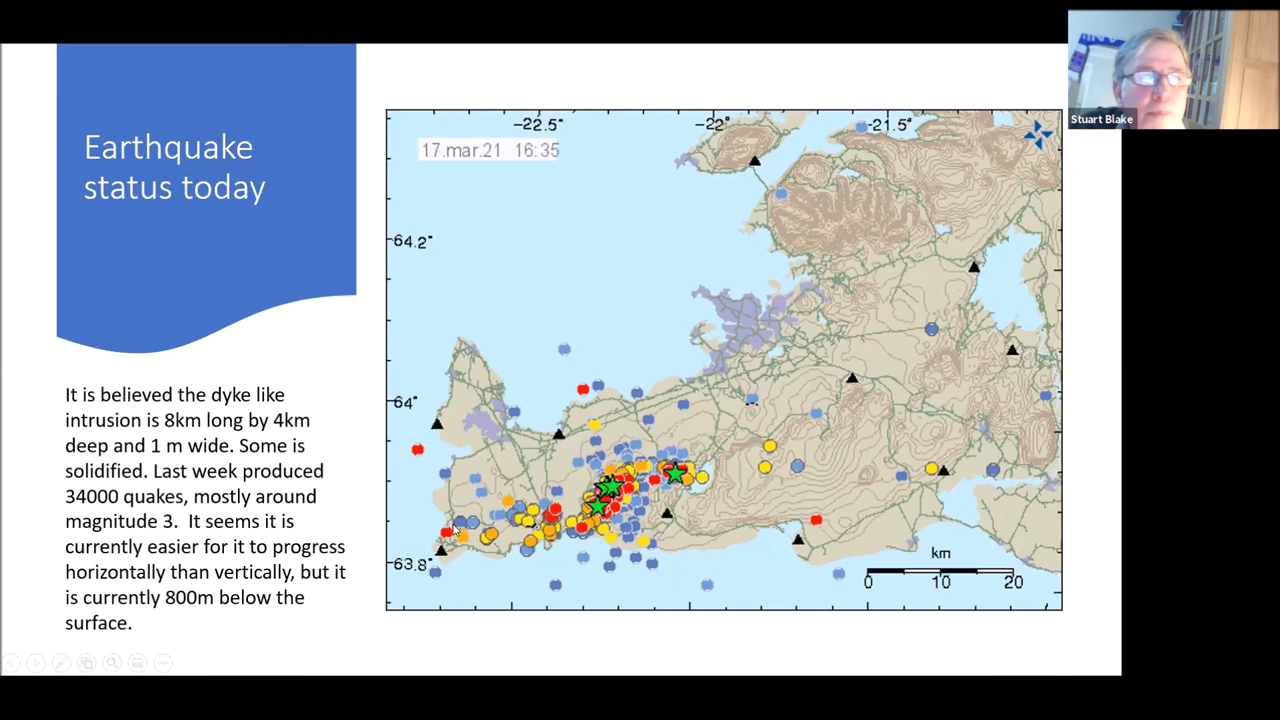 Earthquake
status today
It is believed the dyke like
intrusion is 8km long by 4km
deep and 1 m wide. Some is
solidified. Last week produced
34000 quakes, mostly around
magnitude 3.  It seems it is
currently easier for it to progress
horizontally than vertically, but it
is currently 800m below the
surface.
-22.5° -22° -21.5°
17.mar.21 16:35
64.2°
64°
63.8°
km
0 10 20
Stuart Blake